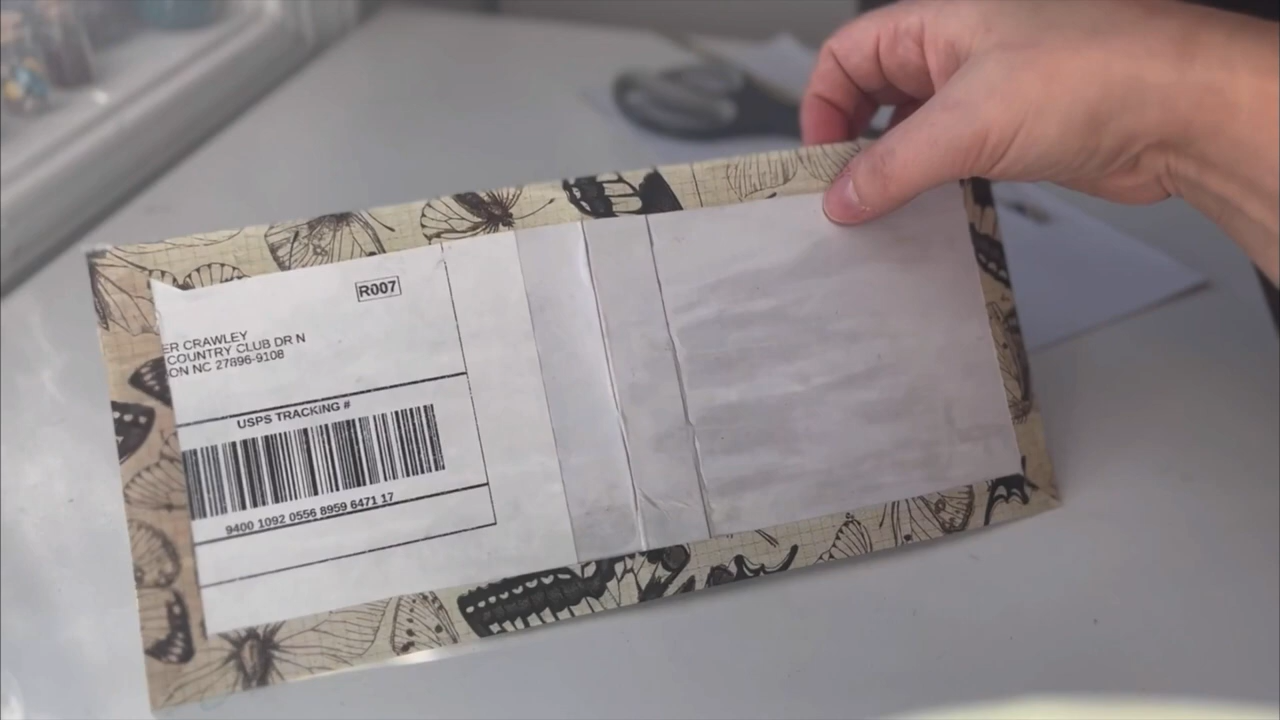 R007
ER CRAWLEY
COUNTRY CLUB DR N
ON NC 27896-9108
USPS TRACKING #
9400 1092 0556 8959 6471 17